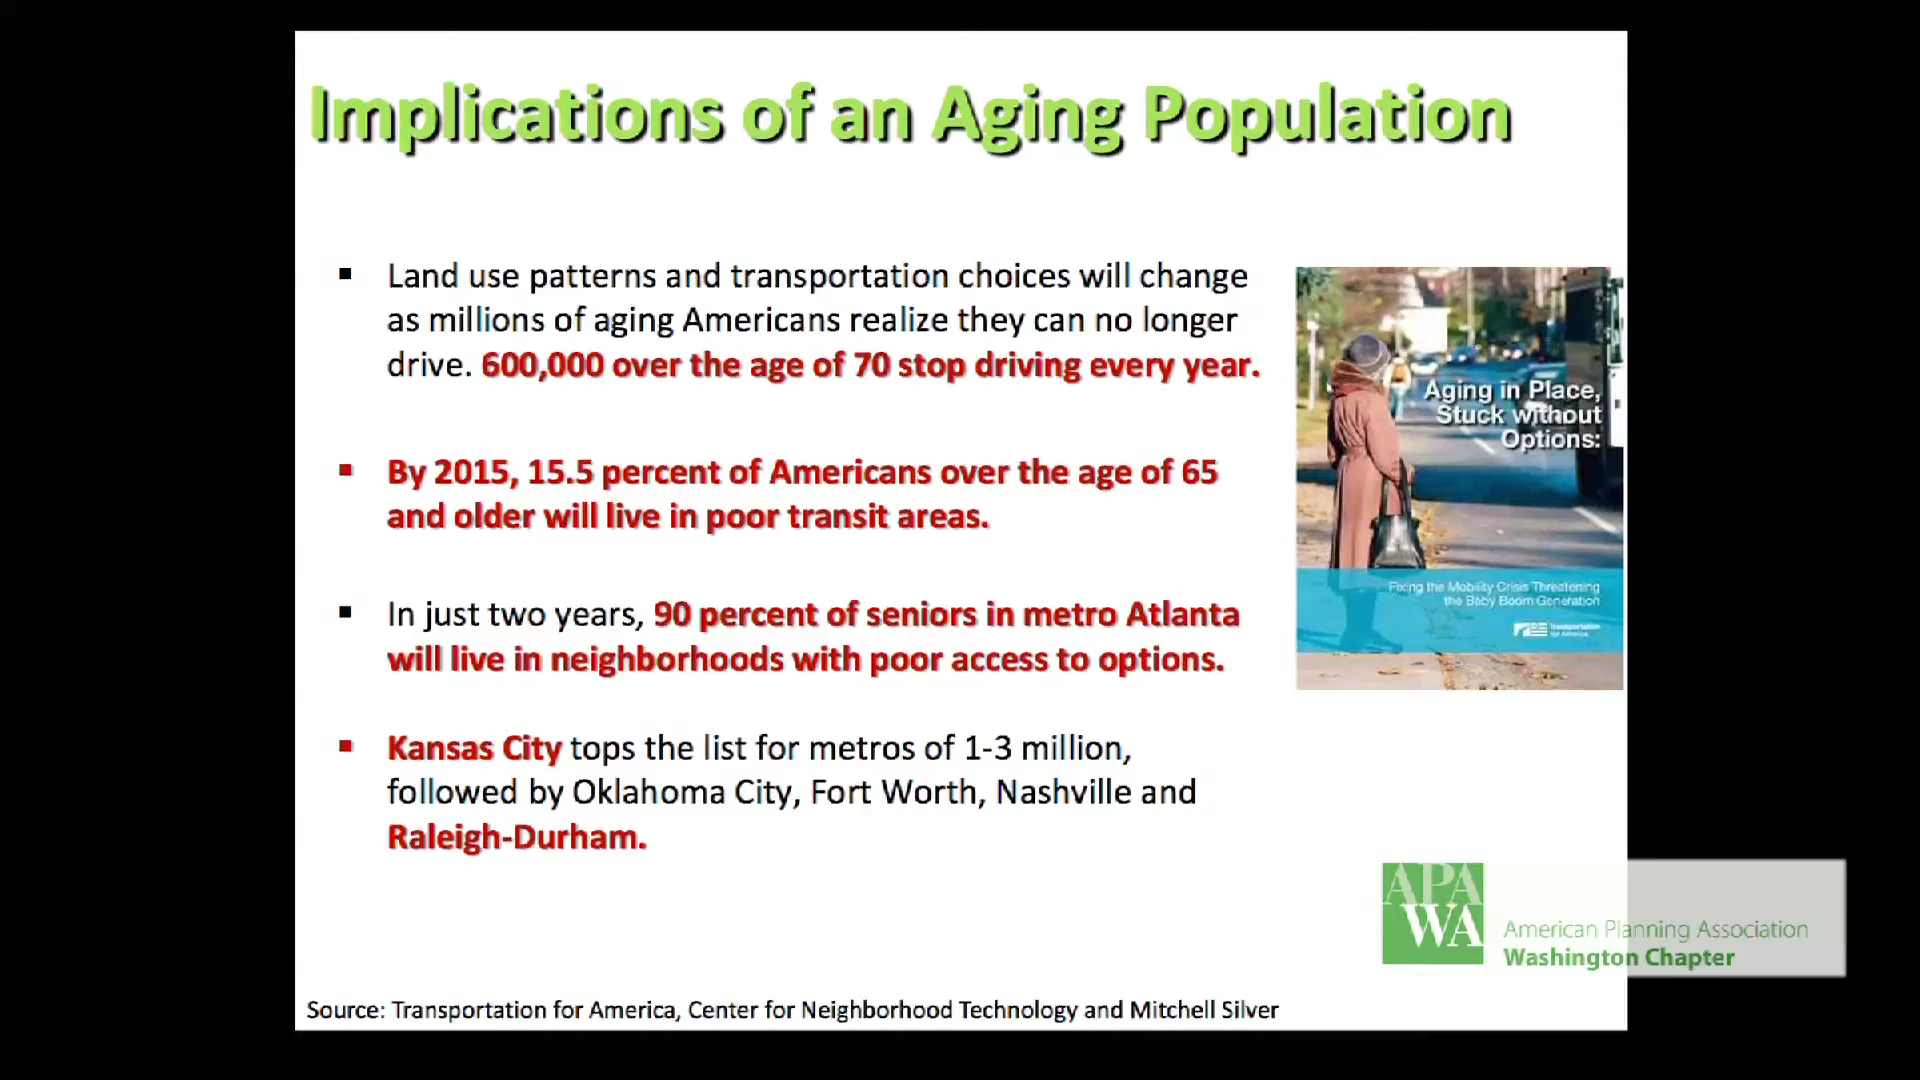 Implications of an Aging Population
Land use patterns and transportation choices will change
as millions of aging Americans realize they can no longer
drive. 600,000 over the age of 70 stop driving every year.
By 2015, 15.5 percent of Americans over the age of 65
and older will live in poor transit areas.
In just two years, 90 percent of seniors in metro Atlanta
will live in neighborhoods with poor access to options.
Kansas City tops the list for metros of 1-3 million,
followed by Oklahoma City, Fort Worth, Nashville and
Raleigh-Durham.
Aging in Place,
Stuck without
Options:
Fixing the Mobility Crisis Threatening
the Baby Boom Generation
Transportation
for America
APA
WA
American Planning Association
Washington Chapter
Source: Transportation for America, Center for Neighborhood Technology and Mitchell Silver